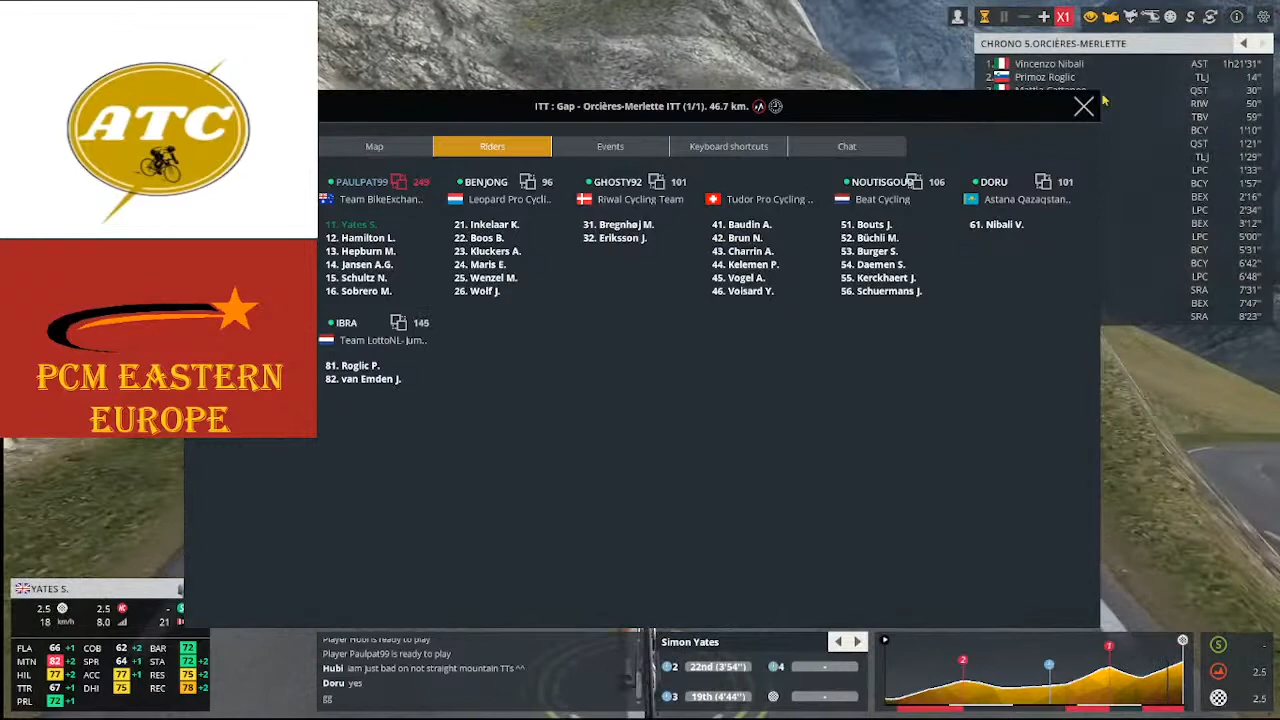 X1
CHRONO 5.ORCIÈRES-MERLETTE
1. Vincenzo Nibali AST 1h21'31"
2. Primoz Roglic TLJ 14"
QST 30"
RIW 50"
TBV 59"
BCY 1'10"
QST 1'21"
TLJ 1'29"
LPC 1'33"
BCY 1'57"
BEX 2'16"
LPC 2'34"
BEX 3'12"
LPC 5'00"
BCY 5'31"
BCY 6'42"
LPC 6'48"
SRA 7'31"
BEX 7'47"
SRA 8'23"
ATC
PCM EASTERN
EUROPE
ITT : Gap - Orcières-Merlette ITT (1/1). 46.7 km.
Map Riders Events Keyboard shortcuts Chat
PAULPAT99 249
Team BikeExchan..
11. Yates S.
12. Hamilton L.
13. Hepburn M.
14. Jansen A.G.
15. Schultz N.
16. Sobrero M.
BENJONG 96
Leopard Pro Cycli..
21. Inkelaar K.
22. Boos B.
23. Kluckers A.
24. Maris E.
25. Wenzel M.
26. Wolf J.
GHOSTY92 101
Riwal Cycling Team
31. Bregnhøj M.
32. Eriksson J.
Tudor Pro Cycling ..
41. Baudin A.
42. Brun N.
43. Charrin A.
44. Kelemen P.
45. Vogel A.
46. Voisard Y.
106
Beat Cycling
51. Bouts J.
52. Büchli M.
53. Burger S.
54. Daemen S.
55. Kerckhaert J.
56. Schuermans J.
DORU 101
Astana Qazaqstan..
61. Nibali V.
IBRA 145
Team LottoNL-Jum..
81. Roglic P.
82. van Emden J.
YATES S.
2.5 2.5 -
18 km/h 8.0 21
FLA 66 +1 COB 62 +2 BAR 72
MTN 82 +2 SPR 64 +1 STA 72 +2
HIL 77 +2 ACC 77 +1 RES 75 +2
TTR 67 +1 DHI 75 REC 78 +2
PRL 72 +1
Player Hubi is ready to play
Player Paulpat99 is ready to play
Hubi iam just bad on not straight mountain TTs ^^
Doru yes
gg
Simon Yates
2 22nd (3'54") 4 -
3 19th (4'44") -
2
1
S -
2.5
2.5